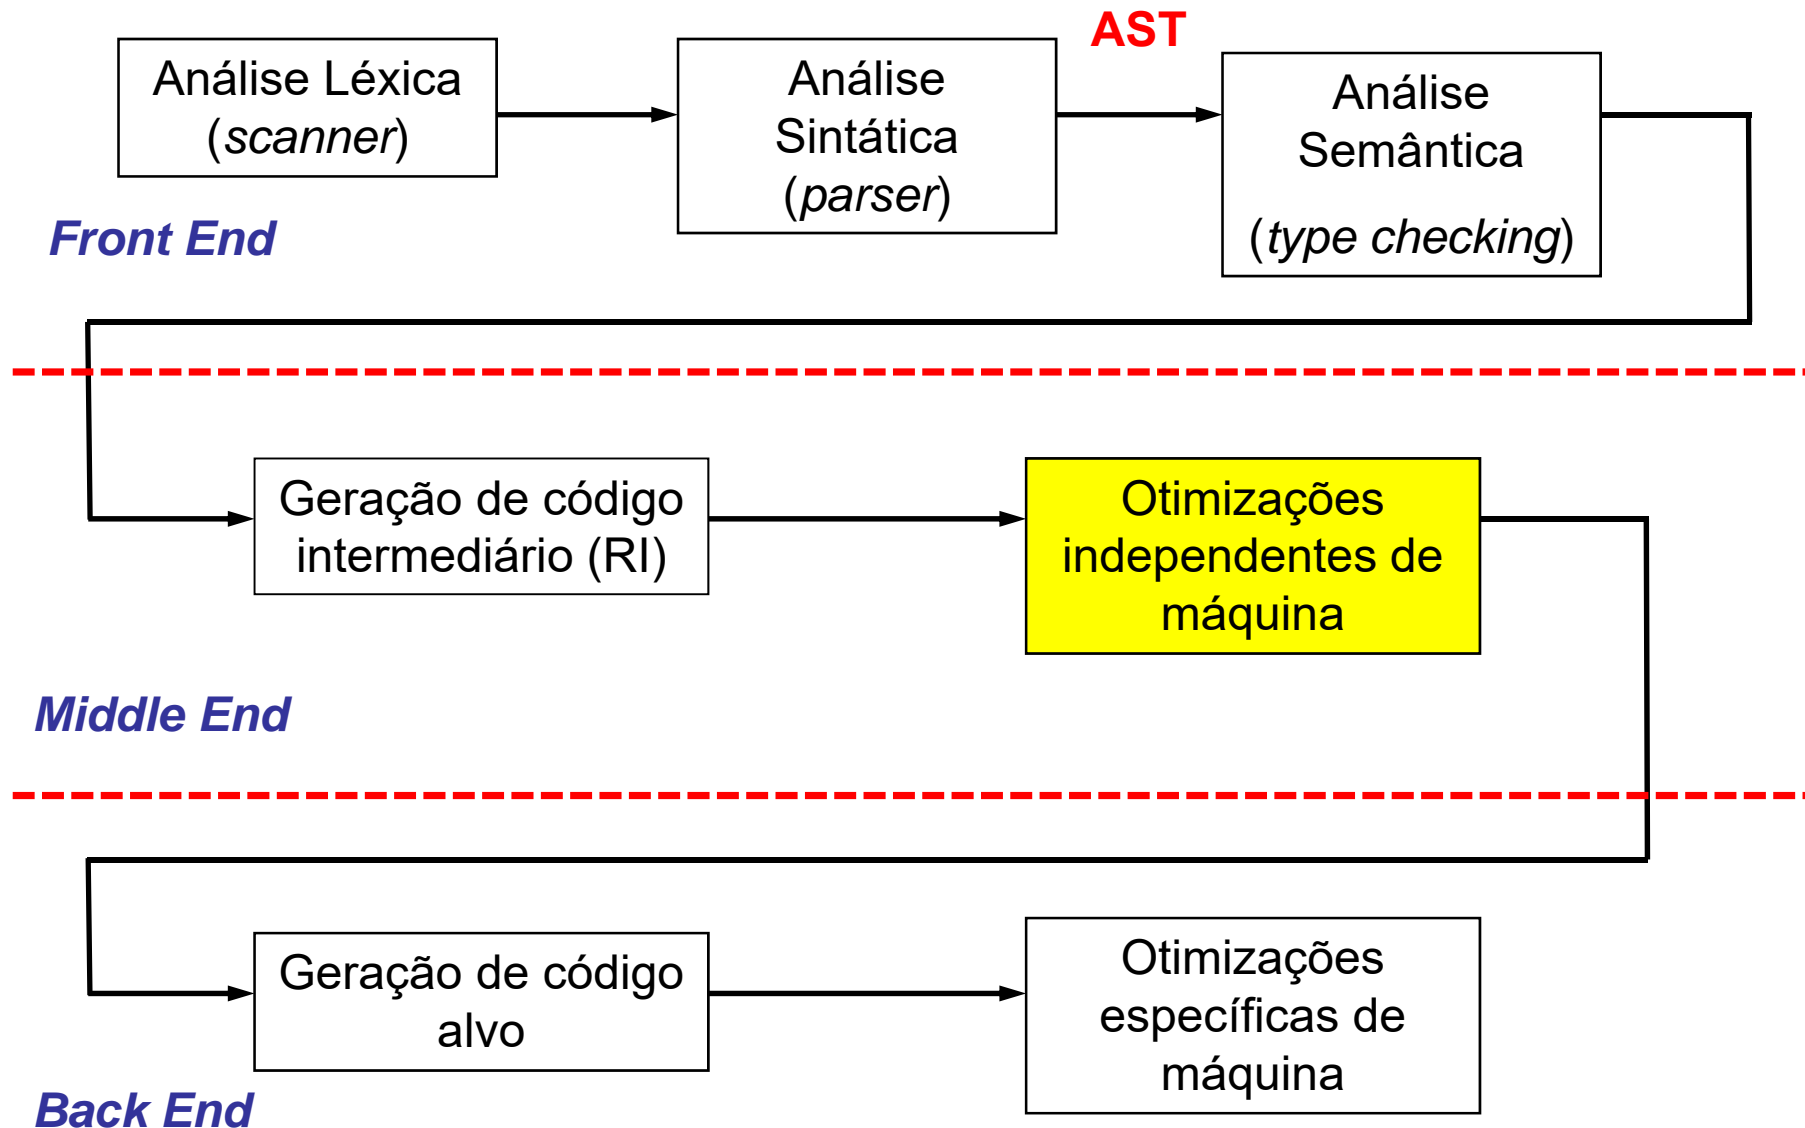 AST
Análise Léxica
(scanner)
Análise
Sintática
(parser)
Análise
Semântica
(type checking)
Front End
Geração de código
intermediário (RI)
Otimizações
independentes de
máquina
Middle End
Geração de código
alvo
Otimizações
específicas de
máquina
Back End